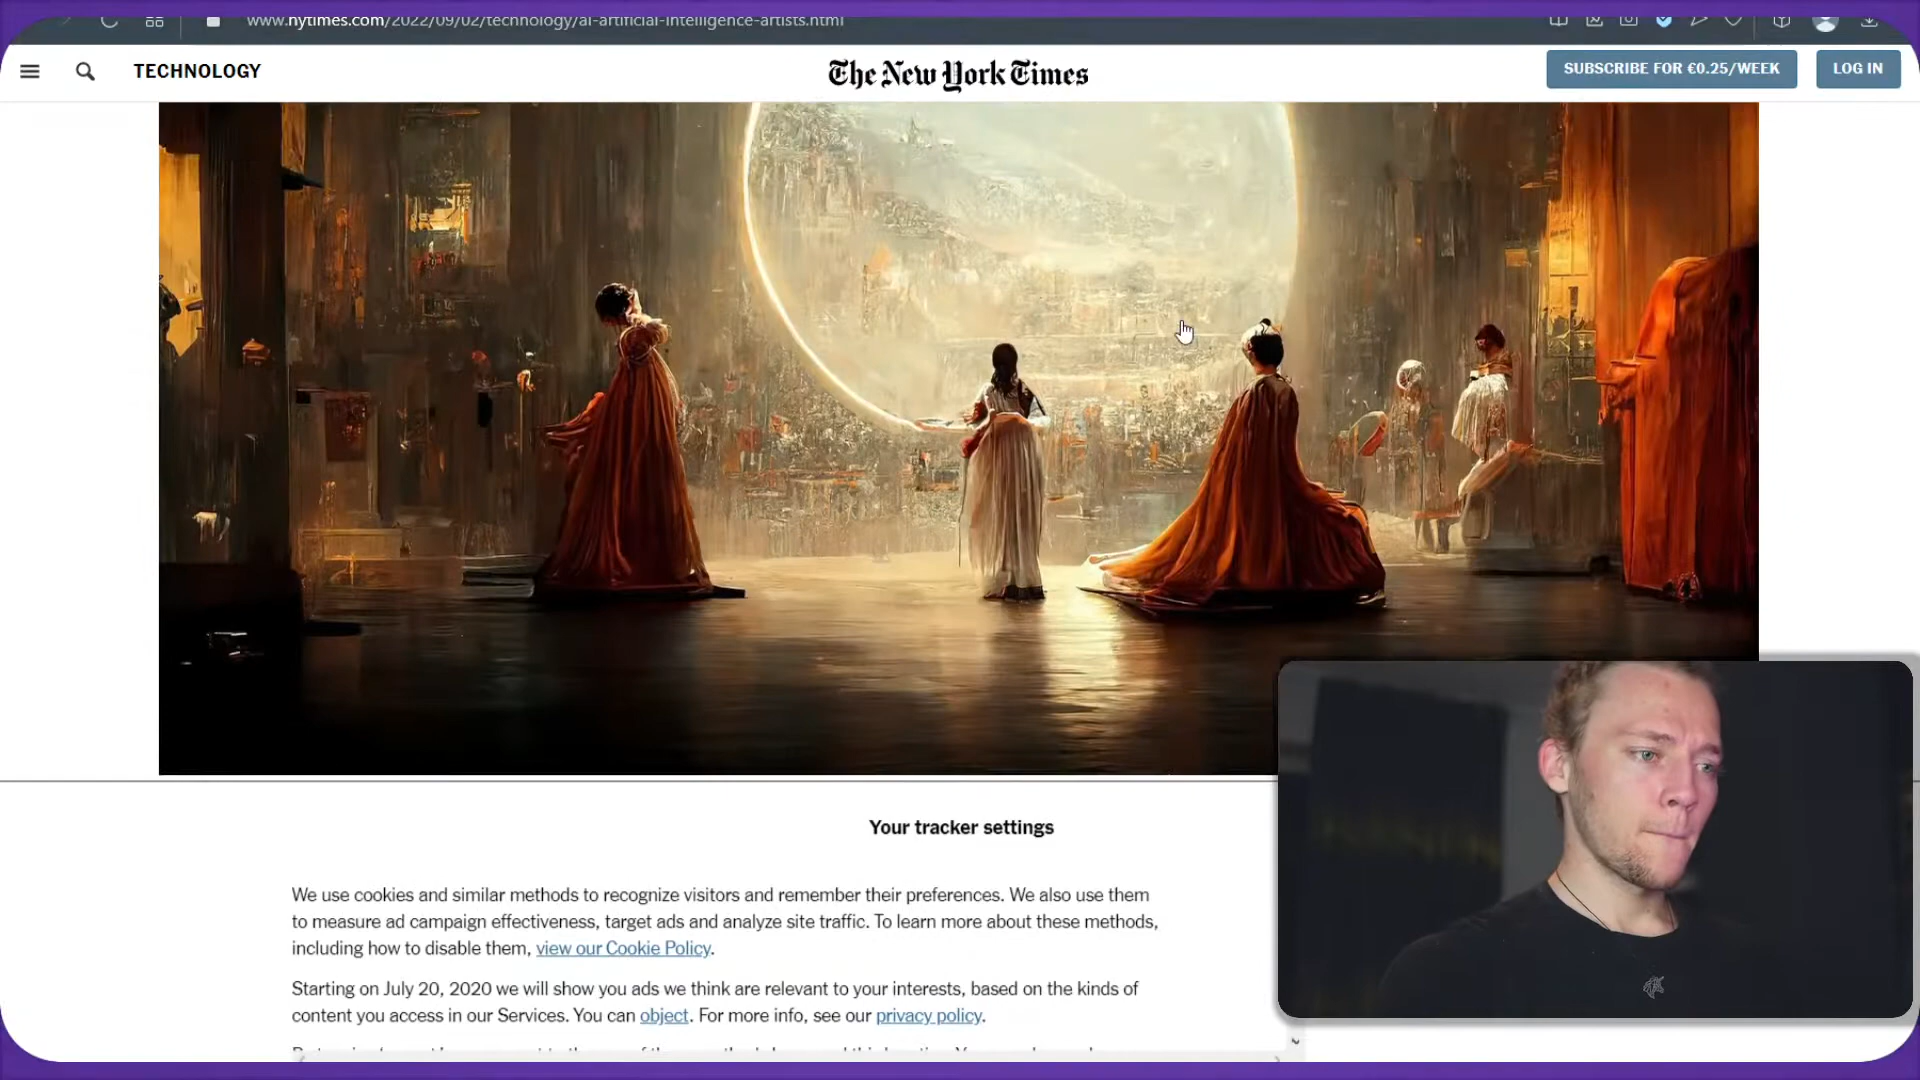 www.nytimes.com/2022/09/02/technology/ai-artificial-intelligence-artists.html
TECHNOLOGY
The New York Times
SUBSCRIBE FOR €0.25/WEEK
LOG IN
Your tracker settings
We use cookies and similar methods to recognize visitors and remember their preferences. We also use them
to measure ad campaign effectiveness, target ads and analyze site traffic. To learn more about these methods,
including how to disable them, view our Cookie Policy.
Starting on July 20, 2020 we will show you ads we think are relevant to your interests, based on the kinds of
content you access in our Services. You can object. For more info, see our privacy policy.